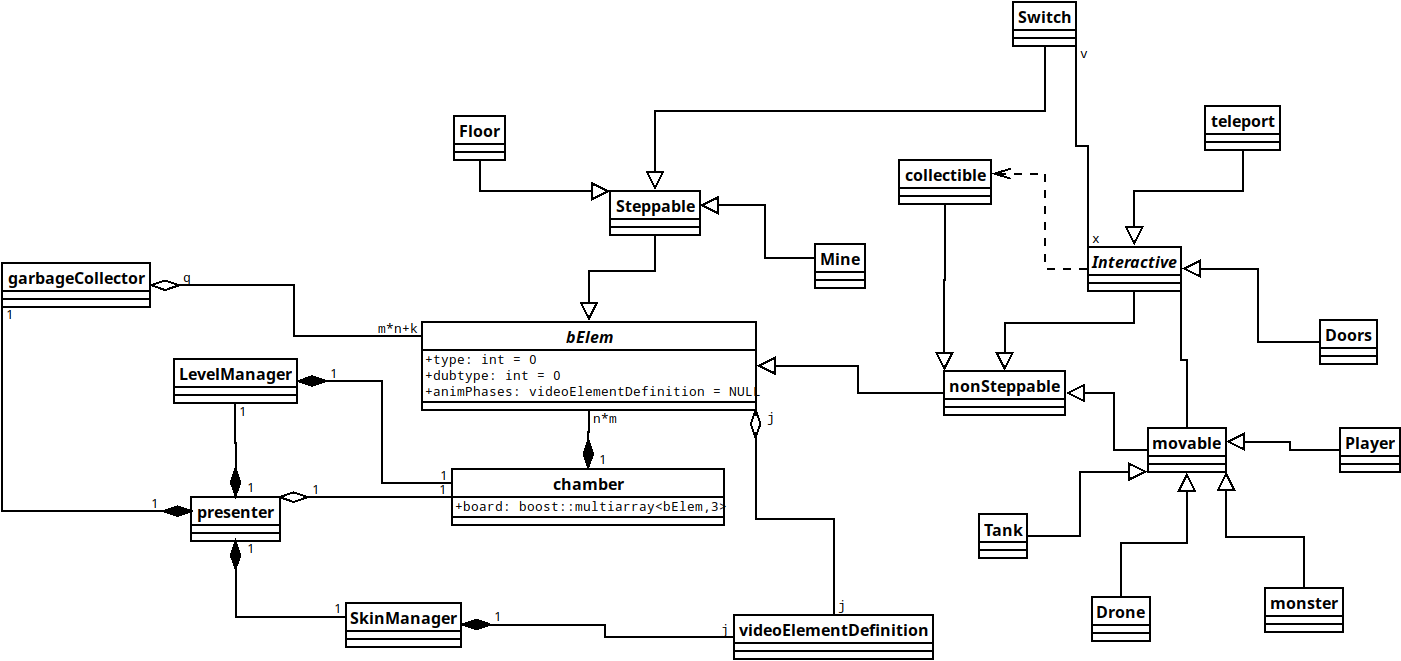 Switch
v
teleport
Floor
collectible
Steppable
x
Interactive
Mine
garbageCollector
q
1
m*n+k
bElem
+type: int = 0
+dubtype: int = 0
+animPhases: videoElementDefinition = NULL
Doors
LevelManager
1
1
nonSteppable
n*m
j
movable
Player
1
1
chamber
+board: boost::multiarray<bElem,3>
1
1
1
1
presenter
1
Tank
1
SkinManager
1
j
j
videoElementDefinition
Drone
monster